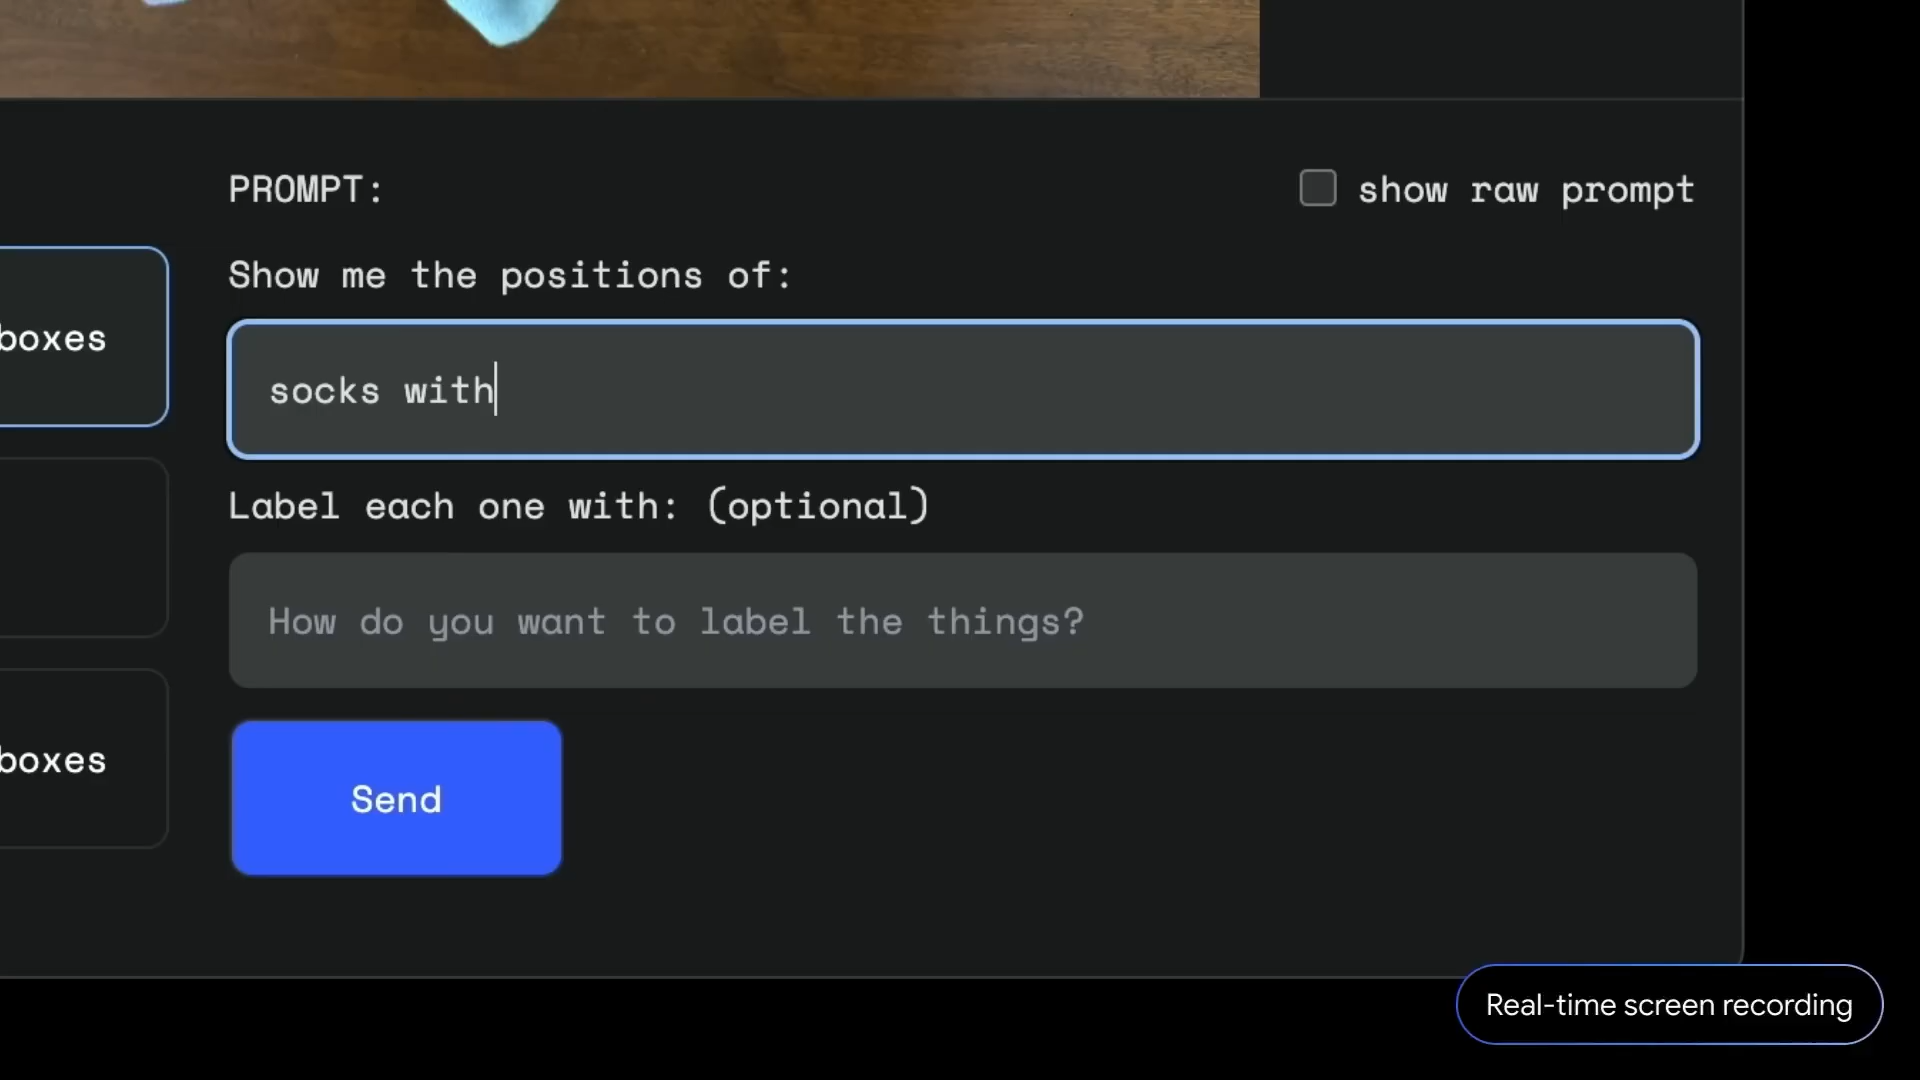 PROMPT:
show raw prompt
Show me the positions of:
boxes
socks with
Label each one with: (optional)
How do you want to label the things?
boxes
Send
Real-time screen recording